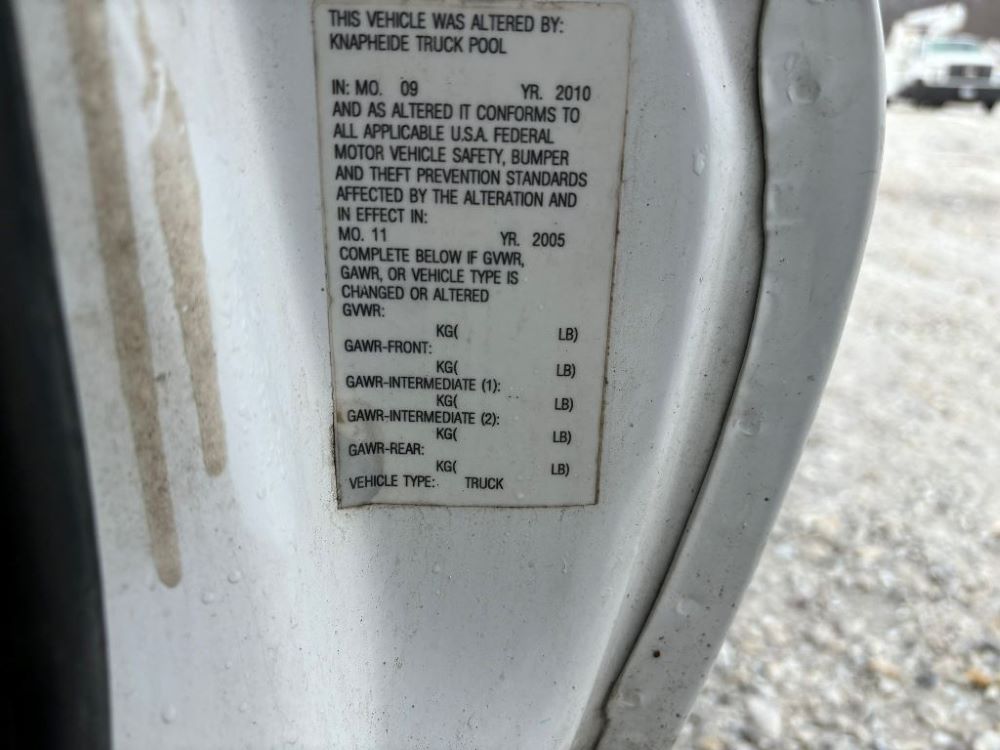 THIS VEHICLE WAS ALTERED BY:
KNAPHEIDE TRUCK POOL
IN: MO. 09 YR. 2010
AND AS ALTERED IT CONFORMS TO
ALL APPLICABLE U.S.A. FEDERAL
MOTOR VEHICLE SAFETY, BUMPER
AND THEFT PREVENTION STANDARDS
AFFECTED BY THE ALTERATION AND
IN EFFECT IN:
MO. 11 YR. 2005
COMPLETE BELOW IF GVWR,
GAWR, OR VEHICLE TYPE IS
CHANGED OR ALTERED
GVWR:
KG( LB)
GAWR-FRONT:
KG( LB)
GAWR-INTERMEDIATE (1):
KG( LB)
GAWR-INTERMEDIATE (2):
KG( LB)
GAWR-REAR:
KG( LB)
VEHICLE TYPE: TRUCK